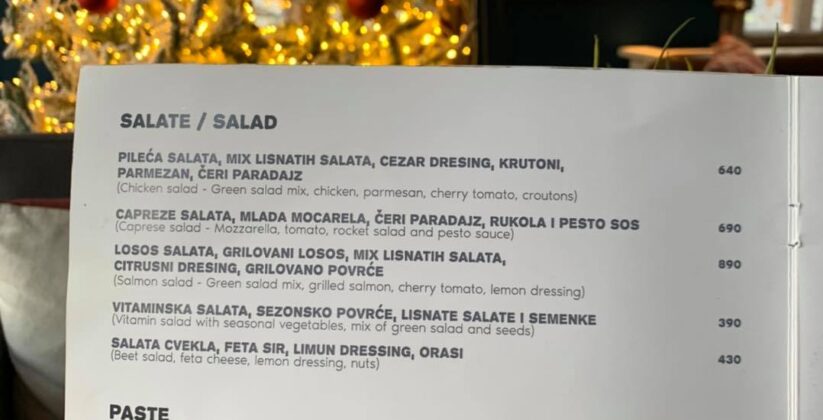 SALATE / SALAD
PILEĆA SALATA, MIX LISNATIH SALATA, CEZAR DRESING, KRUTONI,
PARMEZAN, ČERI PARADAJZ
640
(Chicken salad - Green salad mix, chicken, parmesan, cherry tomato, croutons)
CAPREZE SALATA, MLADA MOCARELA, ČERI PARADAJZ, RUKOLA I PESTO SOS
690
(Caprese salad - Mozzarella, tomato, rocket salad and pesto sauce)
LOSOS SALATA, GRILOVANI LOSOS, MIX LISNATIH SALATA,
CITRUSNI DRESING, GRILOVANO POVRĆE
890
(Salmon salad - Green salad mix, grilled salmon, cherry tomato, lemon dressing)
VITAMINSKA SALATA, SEZONSKO POVRĆE, LISNATE SALATE I SEMENKE
390
(Vitamin salad with seasonal vegetables, mix of green salad and seeds)
SALATA CVEKLA, FETA SIR, LIMUN DRESSING, ORASI
430
(Beet salad, feta cheese, lemon dressing, nuts)
PASTE